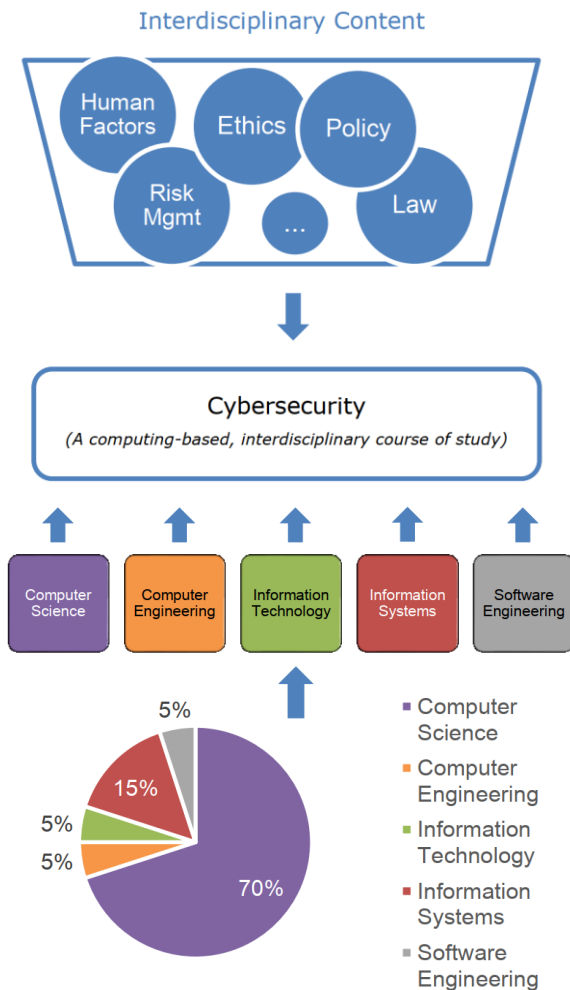 Interdisciplinary Content
Human
Factors
Ethics
Policy
Risk
Mgmt
...
Law
Cybersecurity
(A computing-based, interdisciplinary course of study)
Computer
Science
Computer
Engineering
Information
Technology
Information
Systems
Software
Engineering
5%
15%
5%
5%
70%
Computer
Science
Computer
Engineering
Information
Technology
Information
Systems
Software
Engineering